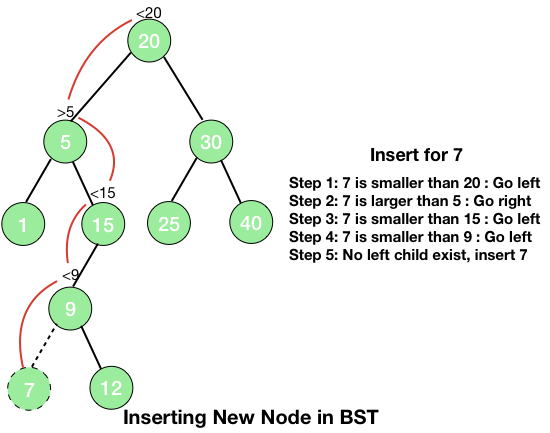 <20
20
>5
5
30
Insert for 7
Step 1: 7 is smaller than 20 : Go left
Step 2: 7 is larger than 5 : Go right
Step 3: 7 is smaller than 15 : Go left
Step 4: 7 is smaller than 9 : Go left
Step 5: No left child exist, insert 7
<15
1
15
25
40
<9
9
7
12
Inserting New Node in BST